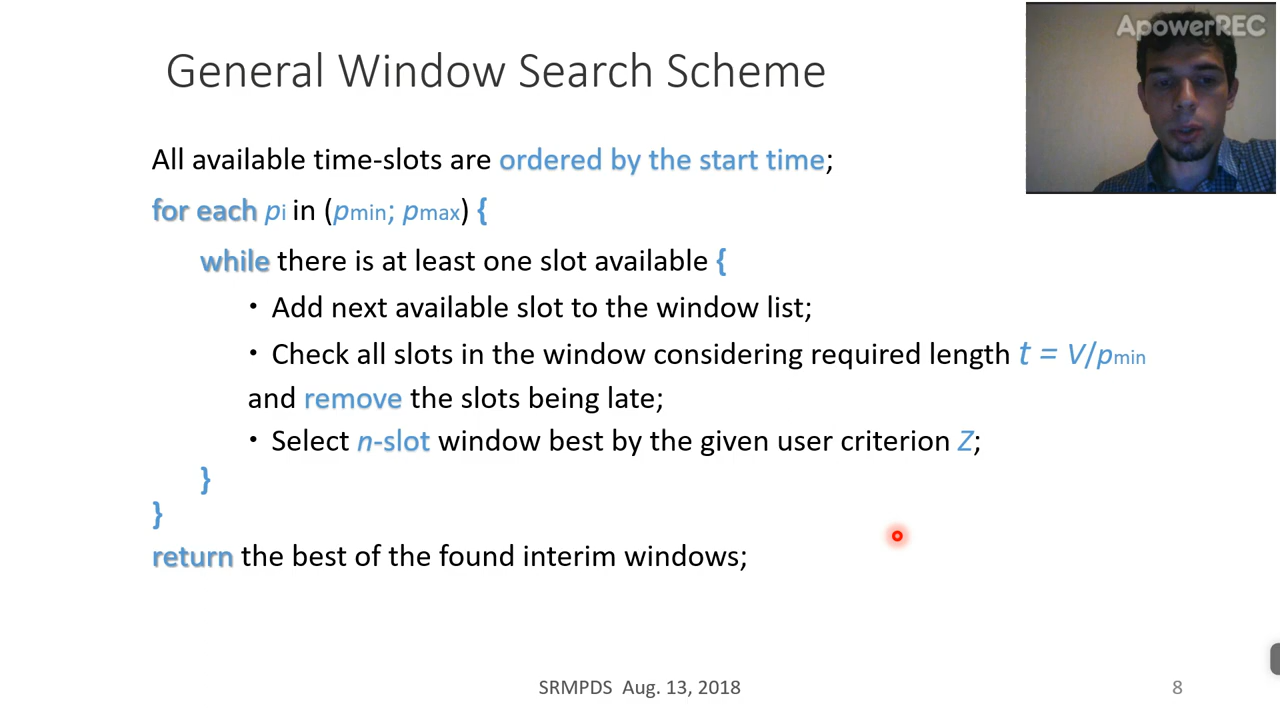 ApowerREC
General Window Search Scheme
All available time-slots are ordered by the start time;
for each pi in (pmin; pmax) {
while there is at least one slot available {
• Add next available slot to the window list;
• Check all slots in the window considering required length t = V/pmin
and remove the slots being late;
• Select n-slot window best by the given user criterion Z;
}
}
return the best of the found interim windows;
SRMPDS Aug. 13, 2018
8